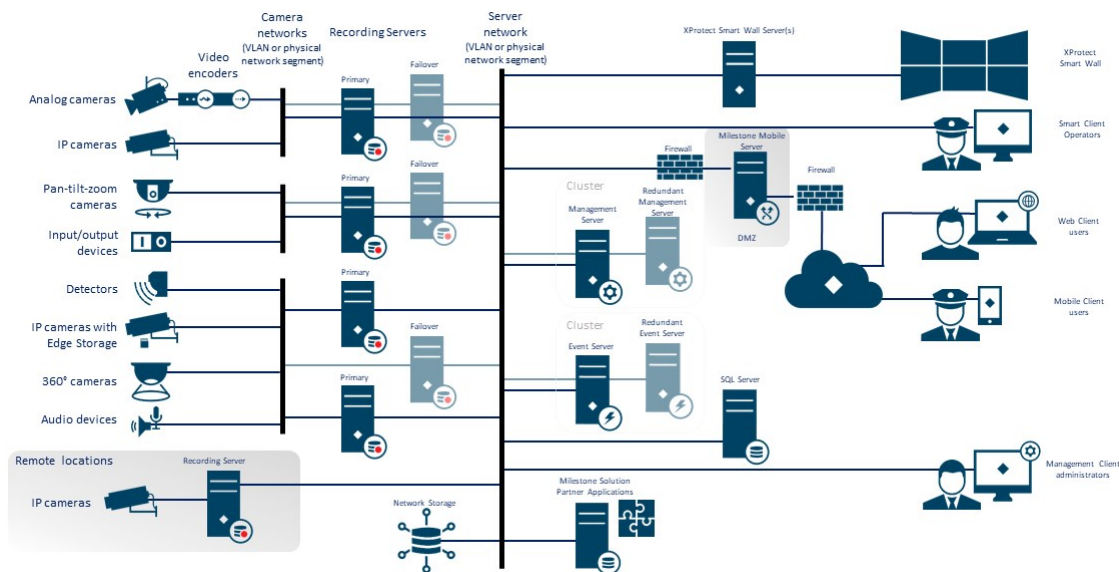 Camera
networks
(VLAN or physical
network segment)
Recording Servers
Server
network
(VLAN or physical
network segment)
Video
encoders
Analog cameras
IP cameras
Pan-tilt-zoom
cameras
Input/output
devices
Detectors
IP cameras with
Edge Storage
360° cameras
Audio devices
Primary
Failover
Primary
Failover
Primary
Failover
Primary
Remote locations
Recording Server
IP cameras
Network Storage
XProtect Smart Wall Server(s)
XProtect
Smart Wall
Smart Client
Operators
Firewall
Milestone Mobile
Server
DMZ
Firewall
Cluster
Management
Server
Redundant
Management
Server
Web Client
users
Mobile Client
users
Cluster
Event Server
Redundant
Event Server
SQL Server
Management Client
administrators
Milestone Solution
Partner Applications